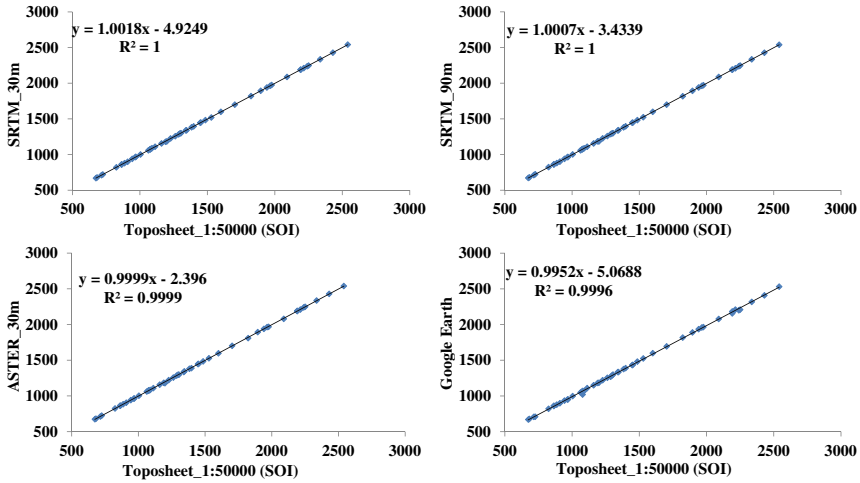 y = 1.0018x - 4.9249
R² = 1
3000
2500
2000
1500
1000
500
SRTM_30m
500 1000 1500 2000 2500 3000
Toposheet_1:50000 (SOI)
y = 1.0007x - 3.4339
R² = 1
3000
2500
2000
1500
1000
500
SRTM_90m
500 1000 1500 2000 2500 3000
Toposheet_1:50000 (SOI)
y = 0.9999x - 2.396
R² = 0.9999
3000
2500
2000
1500
1000
500
ASTER_30m
500 1000 1500 2000 2500 3000
Toposheet_1:50000 (SOI)
y = 0.9952x - 5.0688
R² = 0.9996
3000
2500
2000
1500
1000
500
Google Earth
500 1000 1500 2000 2500 3000
Toposheet_1:50000 (SOI)